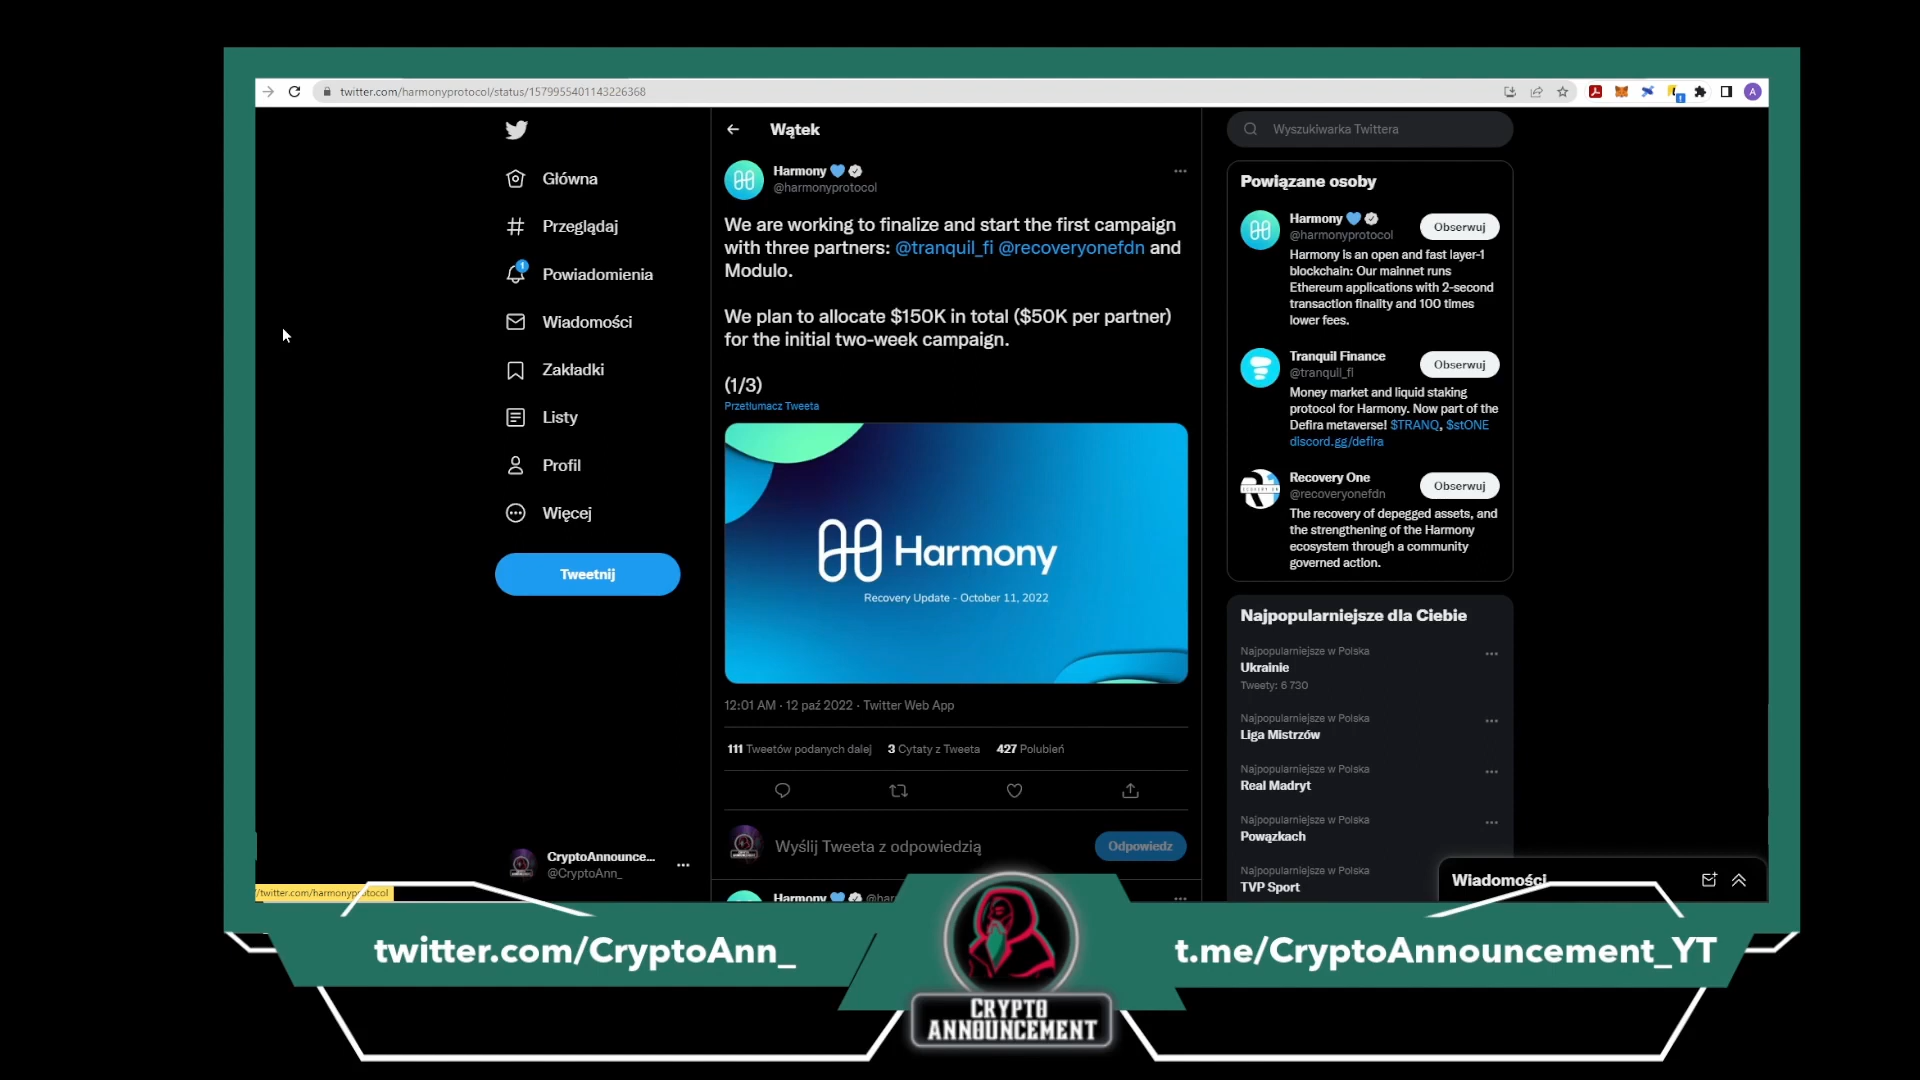 twitter.com/harmonyprotocol/status/1579955401143226368
A
Główna
Przeglądaj
1
Powiadomienia
Wiadomości
Zakładki
Listy
Profil
Więcej
Tweetnij
CryptoAnnounce...
@CryptoAnn_
/twitter.com/harmonyprotocol
Wątek
Harmony
@harmonyprotocol
We are working to finalize and start the first campaign
with three partners: @tranquil_fi @recoveryonefdn and
Modulo.
We plan to allocate $150K in total ($50K per partner)
for the initial two-week campaign.
(1/3)
Przetłumacz Tweeta
Harmony
Recovery Update - October 11, 2022
12:01 AM · 12 paź 2022 · Twitter Web App
111 Tweetów podanych dalej 3 Cytaty z Tweeta 427 Polubleń
Wyślij Tweeta z odpowiedzią
Odpowiedz
Harmony @har
Wyszukiwarka Twittera
Powiązane osoby
Harmony
@harmonyprotocol
Obserwuj
Harmony is an open and fast layer-1
blockchain: Our mainnet runs
Ethereum applications with 2-second
transaction finality and 100 times
lower fees.
Tranquil Finance
@tranquil_fi
Obserwuj
Money market and liquid staking
protocol for Harmony. Now part of the
Defira metaverse! $TRANQ, $stONE
discord.gg/defira
Recovery One
@recoveryonefdn
Obserwuj
The recovery of depegged assets, and
the strengthening of the Harmony
ecosystem through a community
governed action.
Najpopularniejsze dla Ciebie
Najpopularniejsze w Polska
Ukrainie
Tweety: 6 730
Najpopularniejsze w Polska
Liga Mistrzów
Najpopularniejsze w Polska
Real Madryt
Najpopularniejsze w Polska
Powązkach
Najpopularniejsze w Polska
TVP Sport
Wiadomości
twitter.com/CryptoAnn_
CRYPTO
ANNOUNCEMENT
t.me/CryptoAnnouncement_YT